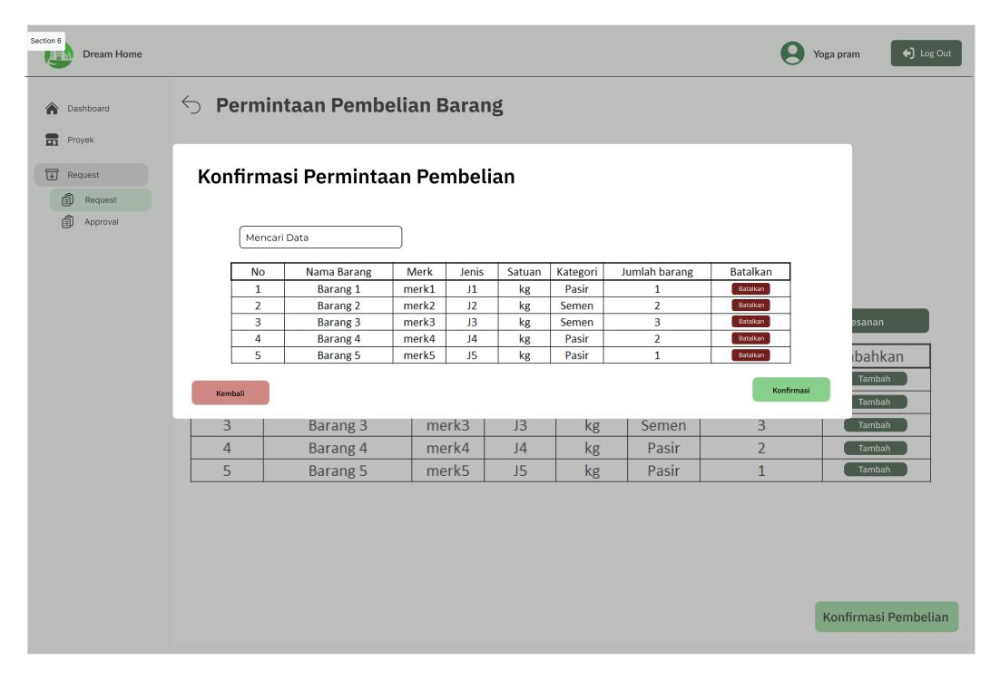 Section 6
Dream Home
Yoga pram
Log Out
Dashboard
Proyek
Request
Request
Approval
Permintaan Pembelian Barang
Konfirmasi Permintaan Pembelian
Mencari Data
No Nama Barang Merk Jenis Satuan Kategori Jumlah barang Batalkan
1 Barang 1 merk1 J1 kg Pasir 1 Batalkan
2 Barang 2 merk2 J2 kg Semen 2 Batalkan
3 Barang 3 merk3 J3 kg Semen 3 Batalkan
4 Barang 4 merk4 J4 kg Pasir 2 Batalkan
5 Barang 5 merk5 J5 kg Pasir 1 Batalkan
Kembali
Konfirmasi
esanan
bahkan
Tambah
Tambah
3 Barang 3 merk3 J3 kg Semen 3 Tambah
4 Barang 4 merk4 J4 kg Pasir 2 Tambah
5 Barang 5 merk5 J5 kg Pasir 1 Tambah
Konfirmasi Pembelian